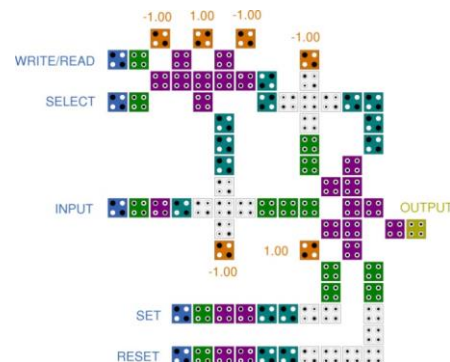 -1.00 1.00 -1.00
-1.00
WRITE/READ
SELECT
INPUT
OUTPUT
1.00
-1.00
SET
RESET